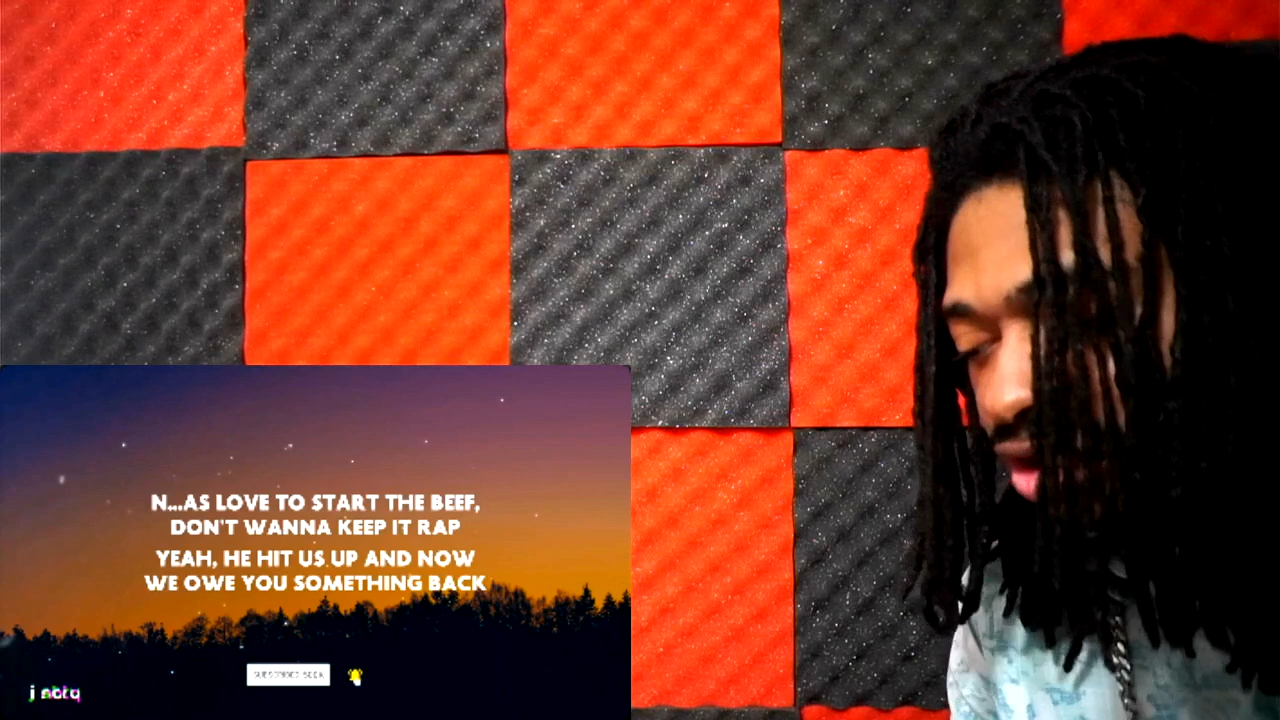 N...AS LOVE TO START THE BEEF,
DON'T WANNA KEEP IT RAP
YEAH, HE HIT US UP AND NOW
WE OWE YOU SOMETHING BACK